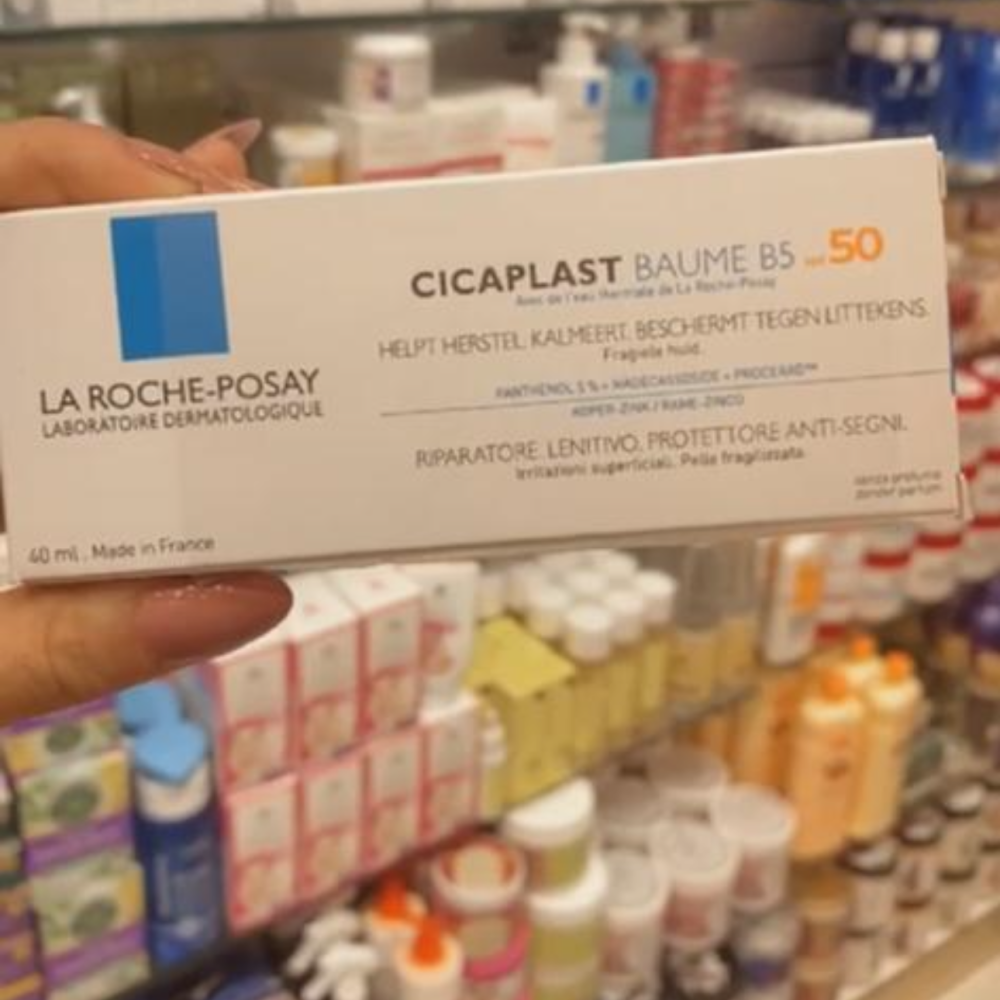 LA ROCHE-POSAY
LABORATOIRE DERMATOLOGIQUE
40 ml . Made in France
CICAPLAST BAUME B5 SPF 50
Avec de l'eau thermale de La Roche-Posay
HELPT HERSTEL. KALMEERT. BESCHERMT TEGEN LITTEKENS.
Fragiele huid.
PANTHENOL 5 % + MADECASSOSIDE + PROCERAD™
KOPER-ZINK / RAME-ZINCO
RIPARATORE. LENITIVO. PROTETTORE ANTI-SEGNI.
Irritazioni superficiali. Pelle fragilizzata.
senza profumo
zonder parfum